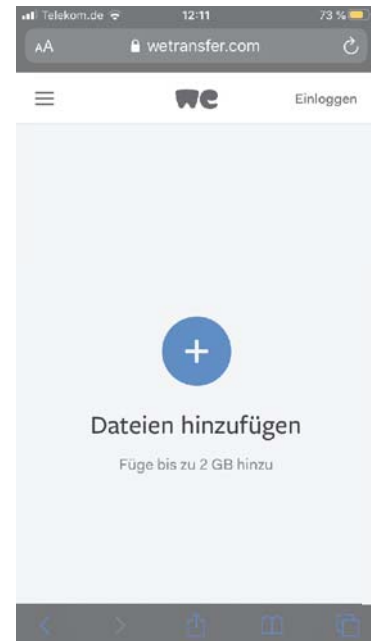 Telekom.de 12:11 73 %
AA wetransfer.com
we Einloggen
Dateien hinzufügen
Füge bis zu 2 GB hinzu